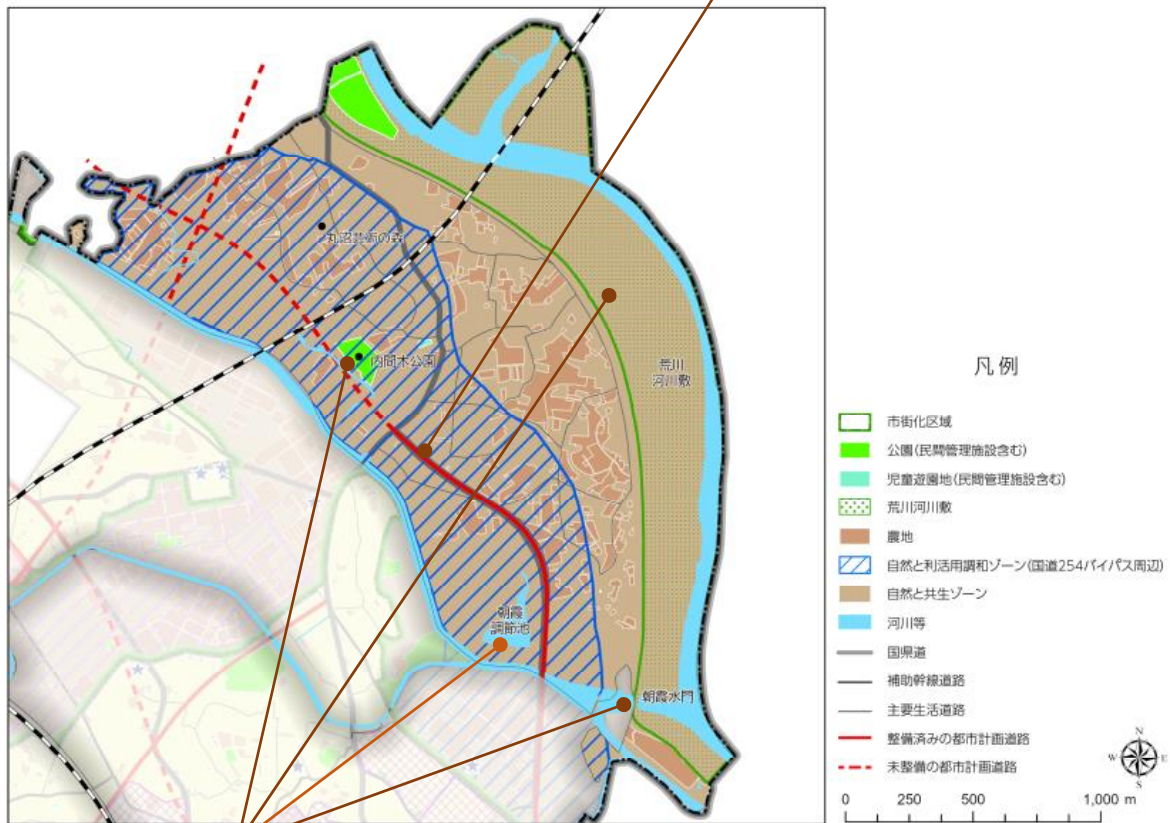 丸沼芸術の森
内間木公園
荒川
河川敷
朝霞
調節池
朝霞水門
凡例
市街化区域
公園(民間管理施設含む)
児童遊園地(民間管理施設含む)
荒川河川敷
農地
自然と利活用調和ゾーン(国道254バイパス周辺)
自然と共生ゾーン
河川等
国県道
補助幹線道路
主要生活道路
整備済みの都市計画道路
未整備の都市計画道路
N
W
E
S
0 250 500 1,000 m